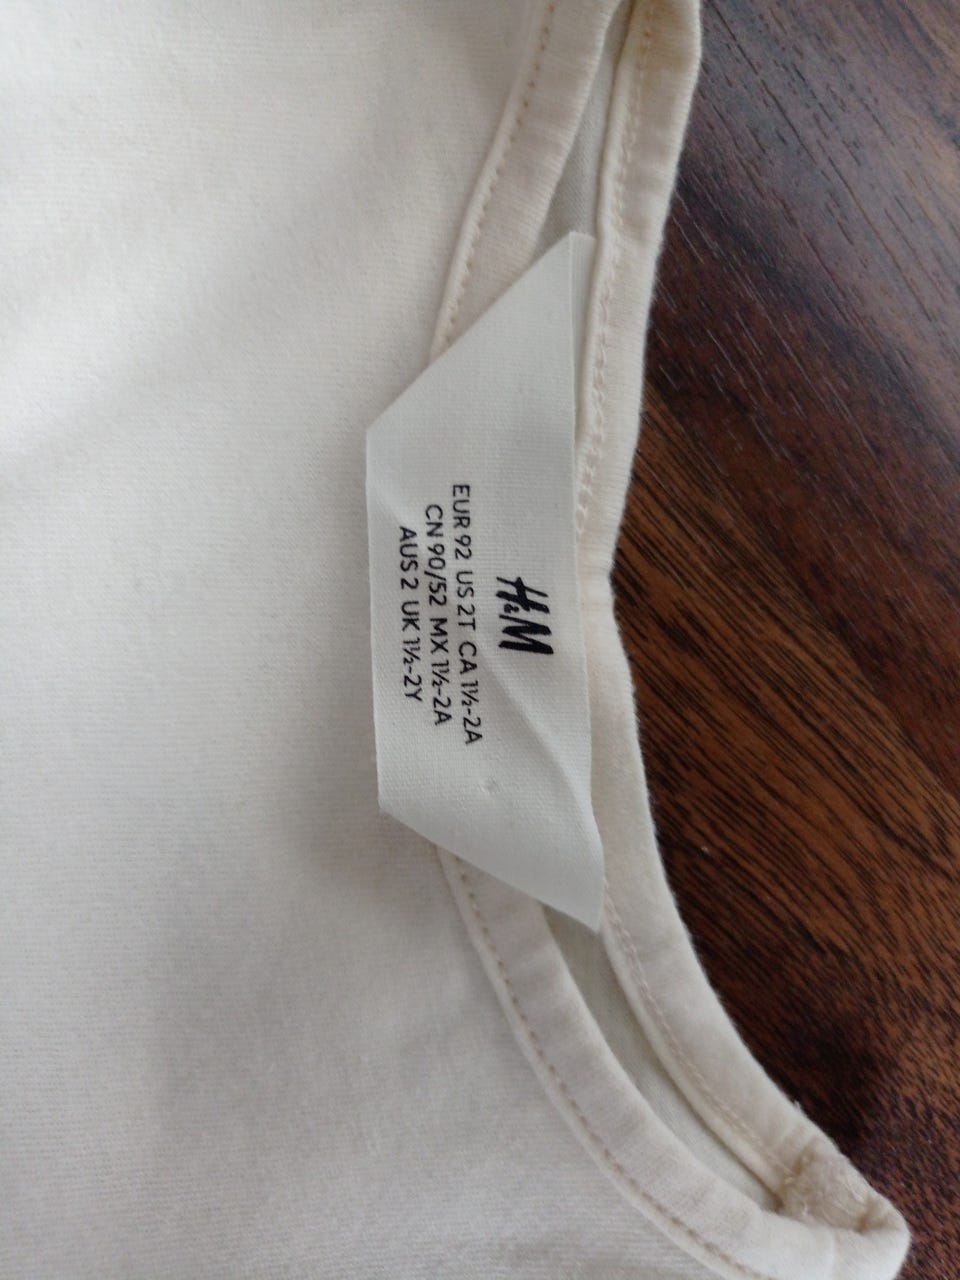 H&M
EUR 92 US 2T CA 1½-2A
CN 90/52 MX 1½-2A
AUS 2 UK 1½-2Y